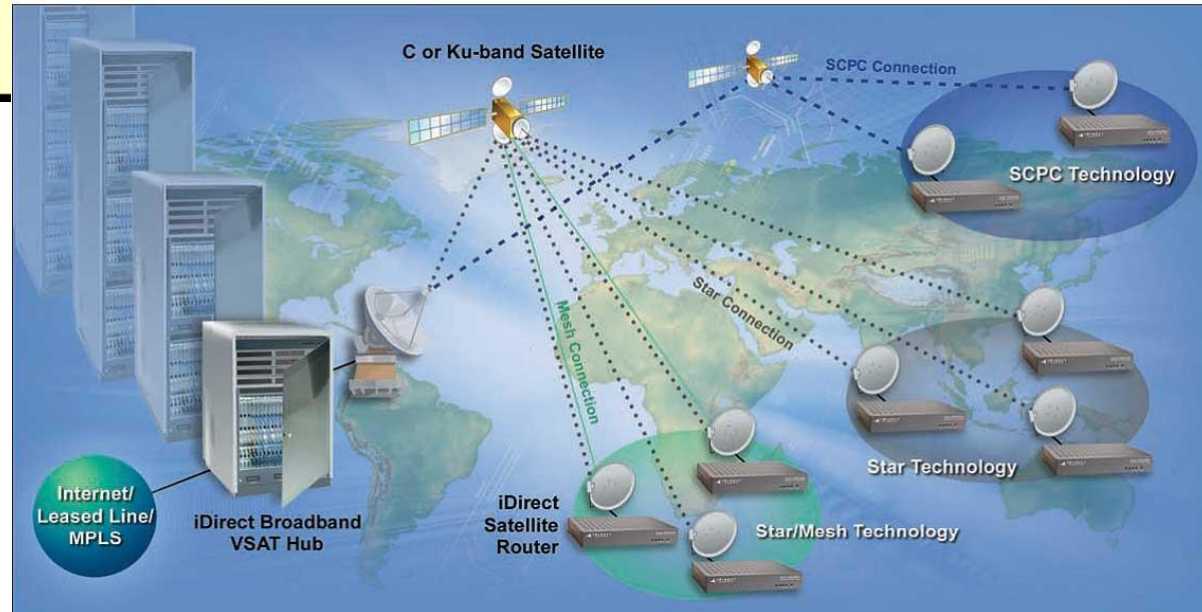 C or Ku-band Satellite
SCPC Connection
SCPC Technology
Mesh Connection
Star Connection
Star Technology
Internet/
Leased Line/
MPLS
iDirect Broadband
VSAT Hub
iDirect
Satellite
Router
Star/Mesh Technology